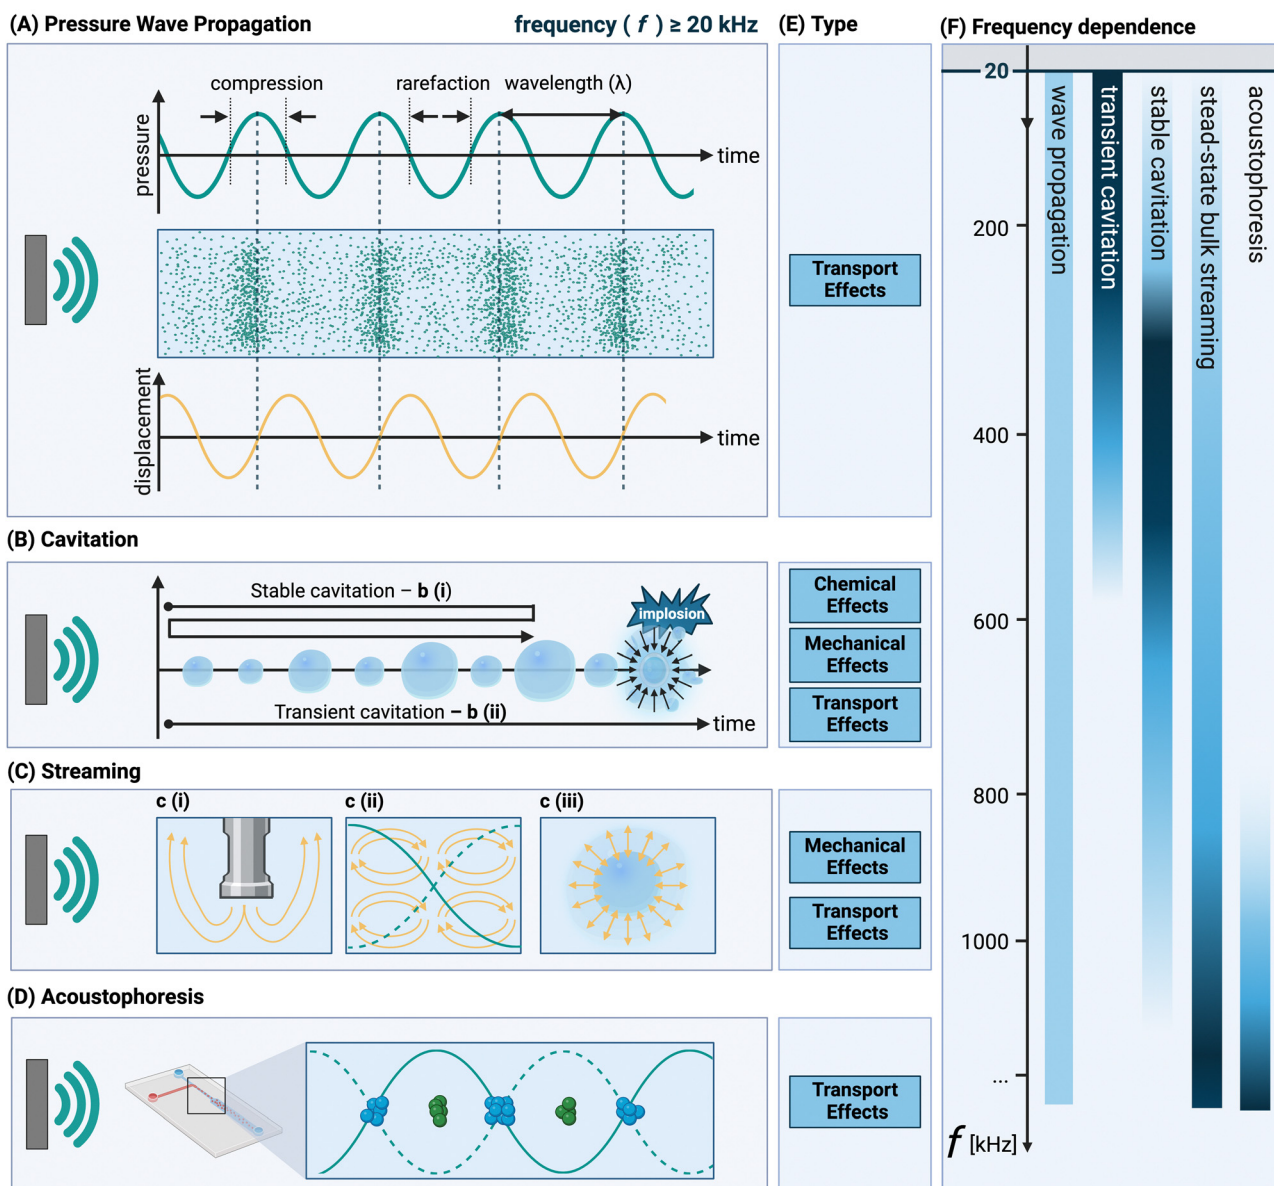 (A) Pressure Wave Propagation
frequency ( f ) ≥ 20 kHz
compression
rarefaction
wavelength (λ)
pressure
time
displacement
time
(B) Cavitation
Stable cavitation – b (i)
implosion
Transient cavitation – b (ii)
time
(C) Streaming
c (i)
c (ii)
c (iii)
(D) Acoustophoresis
(E) Type
Transport
Effects
Chemical
Effects
Mechanical
Effects
Transport
Effects
Mechanical
Effects
Transport
Effects
Transport
Effects
(F) Frequency dependence
20
200
400
600
800
1000
...
f [kHz]
wave propagation
transient cavitation
stable cavitation
stead-state bulk streaming
acoustophoresis